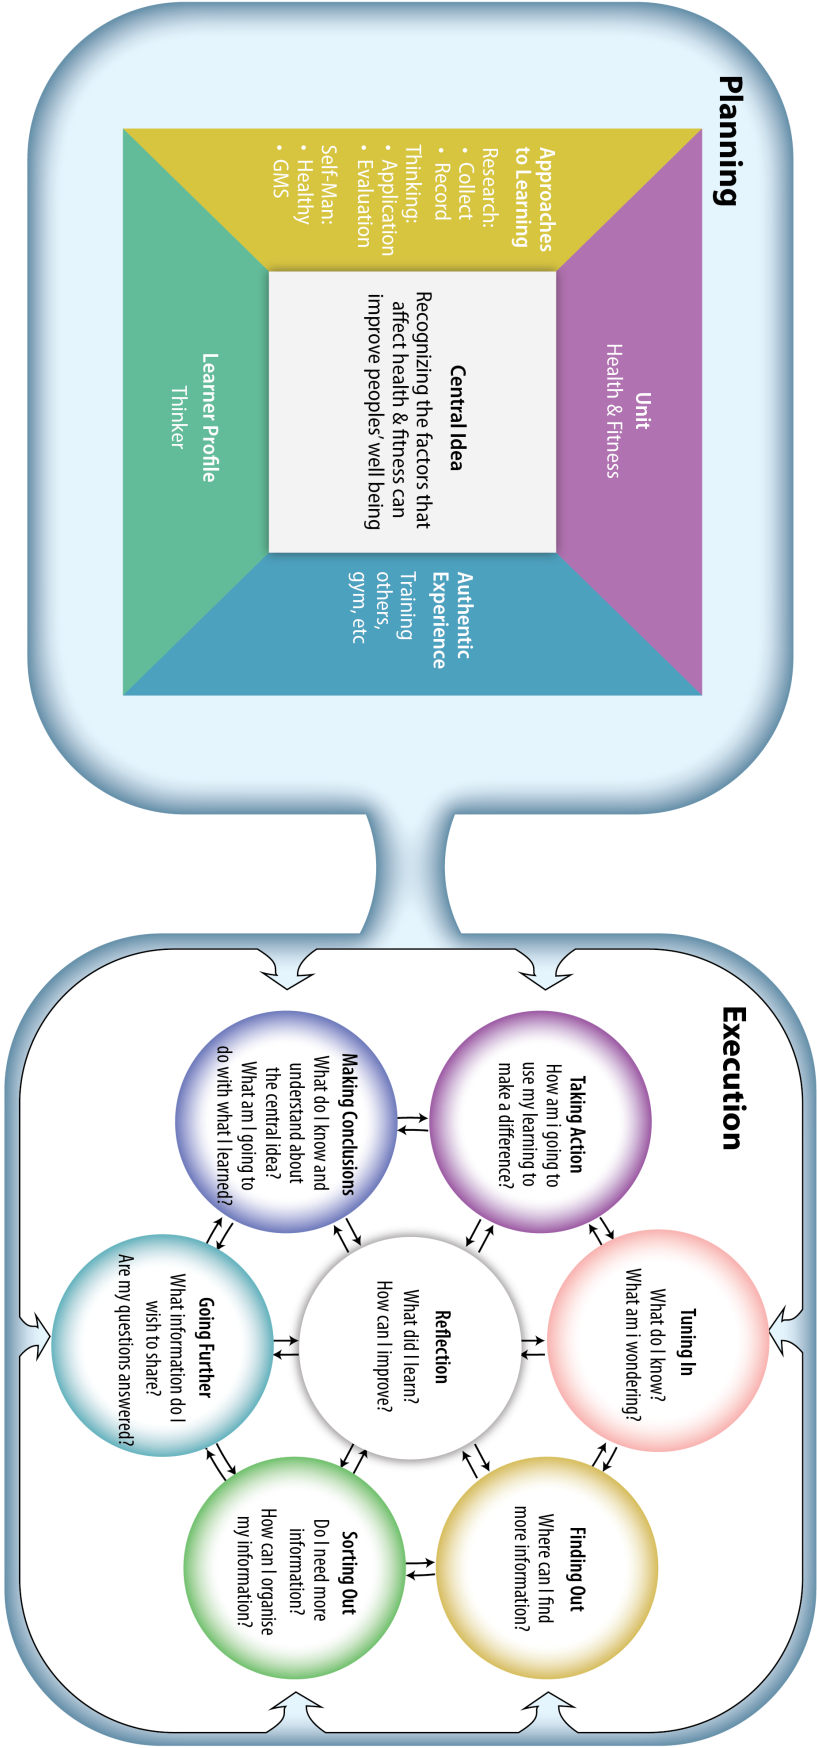 Planning
Unit
Health & Fitness
Approaches
to Learning
Research:
• Collect
• Record
Thinking:
• Application
• Evaluation
Self-Man:
• Healthy
• GMS
Central Idea
Recognizing the factors that
affect health & fitness can
improve peoples' well being
Authentic
Experience
Training
others,
gym, etc
Learner Profile
Thinker
Execution
Tuning In
What do I know?
What am i wondering?
Finding Out
Where can I find
more information?
Sorting Out
Do I need more
information?
How can I organise
my information?
Going Further
What information do I
wish to share?
Are my questions answered?
Making Conclusions
What do I know and
understand about
the central idea?
What am I going to
do with what I learned?
Taking Action
How am i going to
use my learning to
make a difference?
Reflection
What did I learn?
How can I improve?